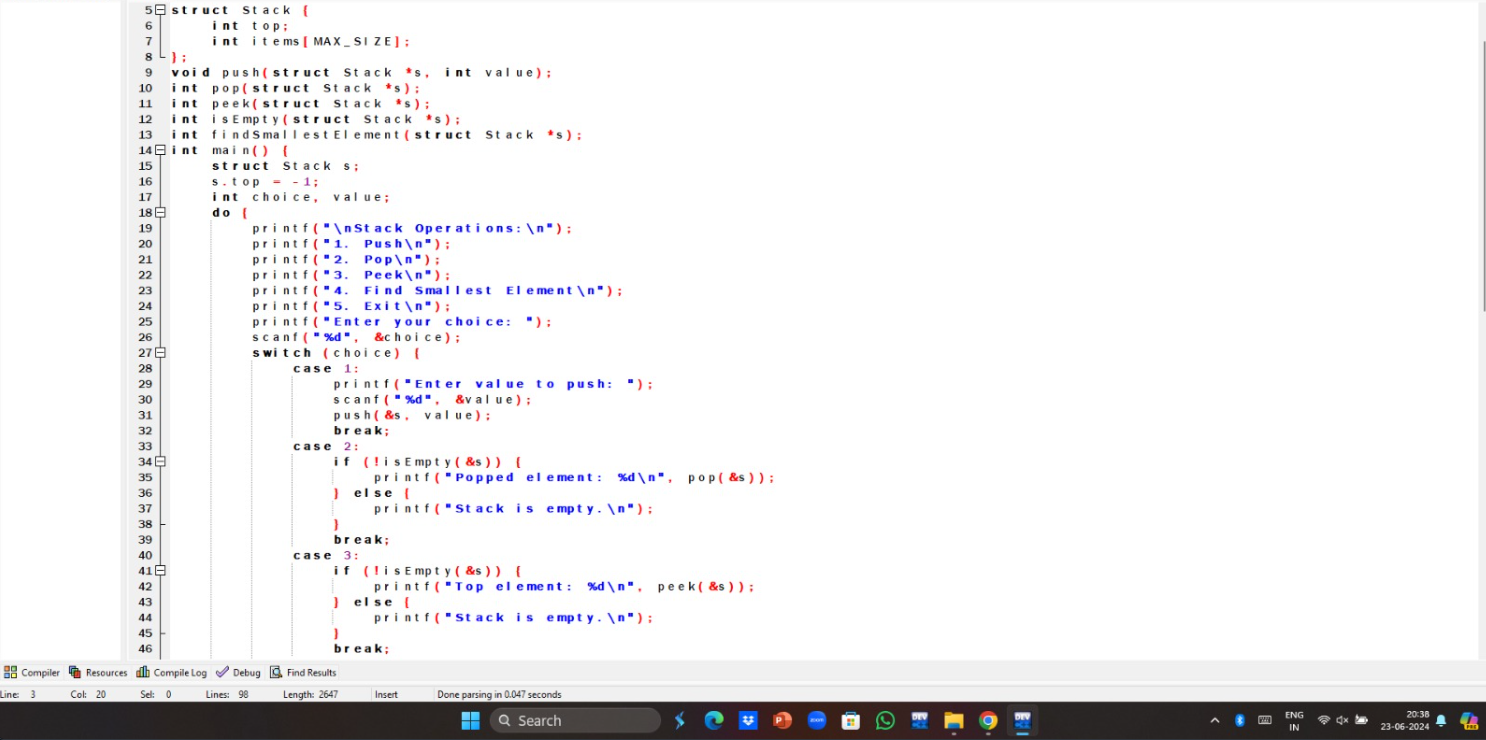 5 struct Stack {
6 int top;
7 int items[MAX_SIZE];
8 };
9 void push(struct Stack *s, int value);
10 int pop(struct Stack *s);
11 int peek(struct Stack *s);
12 int isEmpty(struct Stack *s);
13 int findSmallestElement(struct Stack *s);
14 int main() {
15 struct Stack s;
16 s.top = -1;
17 int choice, value;
18 do {
19 printf("\nStack Operations:\n");
20 printf("1. Push\n");
21 printf("2. Pop\n");
22 printf("3. Peek\n");
23 printf("4. Find Smallest Element\n");
24 printf("5. Exit\n");
25 printf("Enter your choice: ");
26 scanf("%d", &choice);
27 switch (choice) {
28 case 1:
29 printf("Enter value to push: ");
30 scanf("%d", &value);
31 push(&s, value);
32 break;
33 case 2:
34 if (!isEmpty(&s)) {
35 printf("Popped element: %d\n", pop(&s));
36 } else {
37 printf("Stack is empty.\n");
38 }
39 break;
40 case 3:
41 if (!isEmpty(&s)) {
42 printf("Top element: %d\n", peek(&s));
43 } else {
44 printf("Stack is empty.\n");
45 }
46 break;
Compiler Resources Compile Log Debug Find Results
Line: 3 Col: 20 Sel: 0 Lines: 98 Length: 2647 Insert Done parsing in 0.047 seconds
Search DEV DEV ENG IN 20:38 23-06-2024